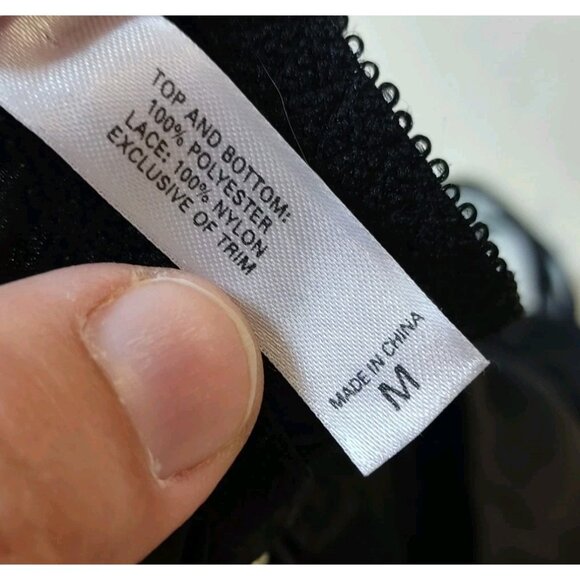 TOP AND BOTTOM:
100% POLYESTER
LACE: 100% NYLON
EXCLUSIVE OF TRIM
MADE IN CHINA
M